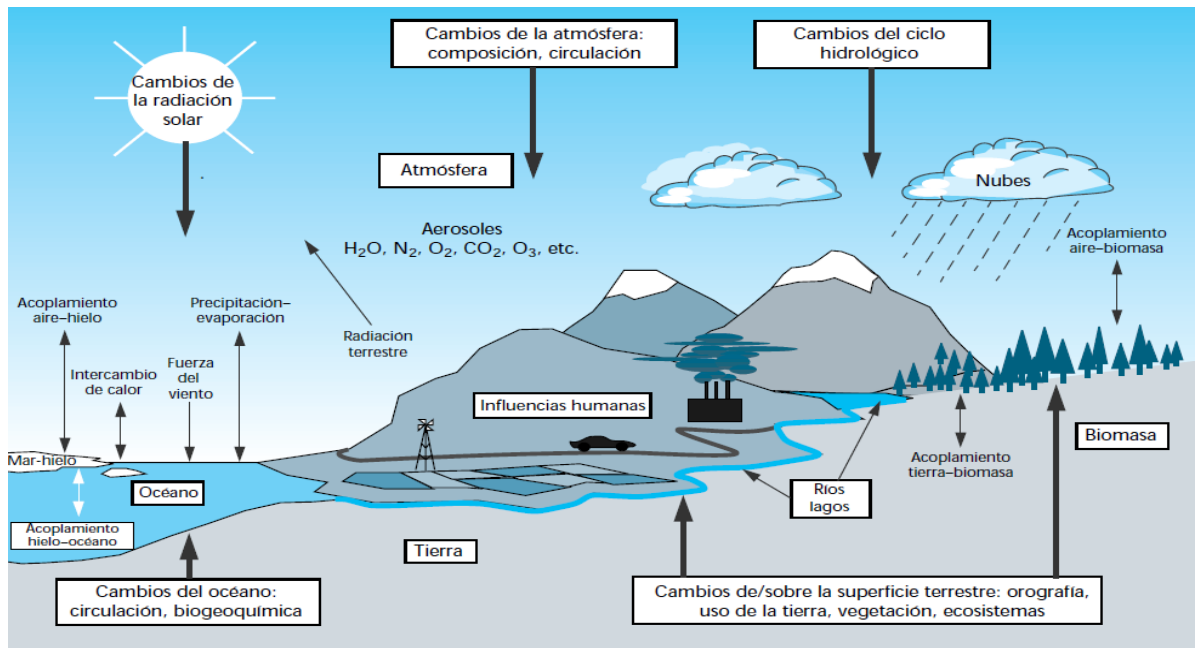 Cambios de la atmósfera:
composición, circulación
Cambios del ciclo
hidrológico
Cambios de
la radiación
solar
Atmósfera
Nubes
Aerosoles
H₂O, N₂, O₂, CO₂, O₃, etc.
Acoplamiento
aire–biomasa
Acoplamiento
aire–hielo
Precipitación–
evaporación
Radiación
terrestre
Intercambio
de calor
Fuerza
del
viento
Influencias humanas
Mar-hielo
Océano
Acoplamiento
hielo–océano
Biomasa
Acoplamiento
tierra–biomasa
Ríos
lagos
Tierra
Cambios del océano:
circulación, biogeoquímica
Cambios de/sobre la superficie terrestre: orografía,
uso de la tierra, vegetación, ecosistemas